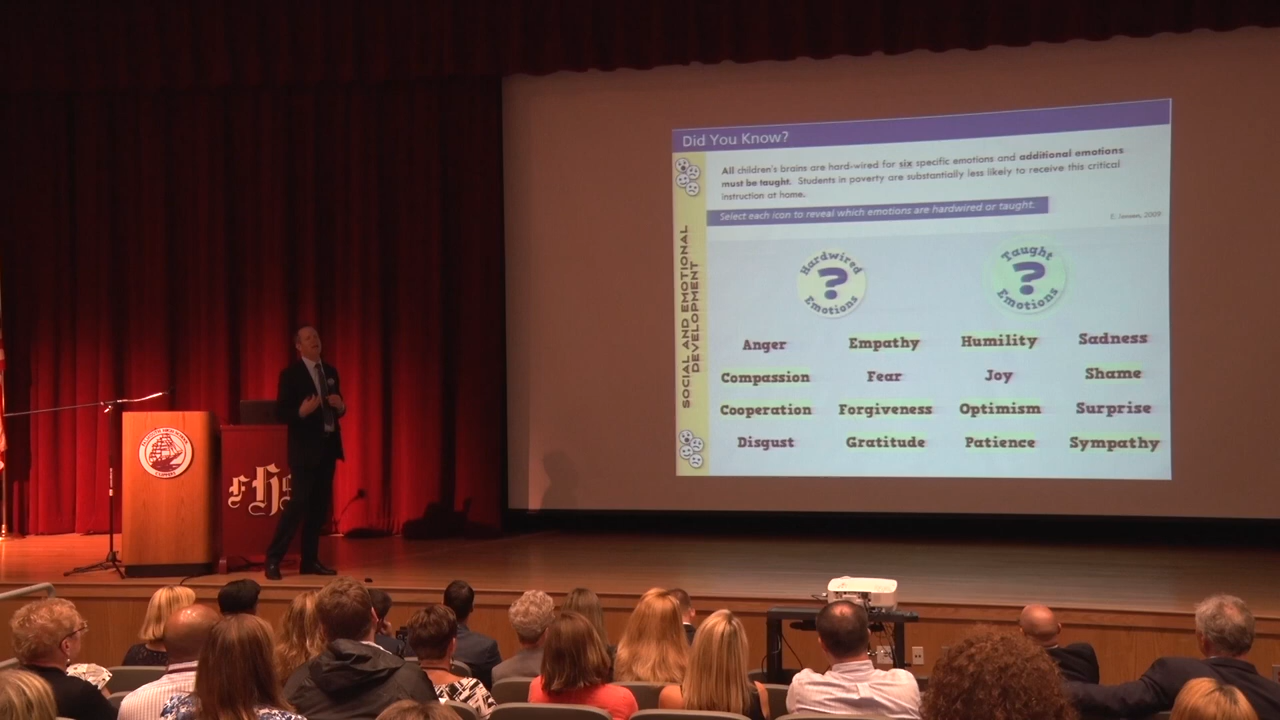 Did You Know?
All children's brains are hard-wired for six specific emotions and additional emotions
must be taught. Students in poverty are substantially less likely to receive this critical
instruction at home.
Select each icon to reveal which emotions are hardwired or taught.
E. Jensen, 2009
SOCIAL AND EMOTIONAL
DEVELOPMENT
Hardwired
?
Emotions
Taught
?
Emotions
Anger Empathy Humility Sadness
Compassion Fear Joy Shame
Cooperation Forgiveness Optimism Surprise
Disgust Gratitude Patience Sympathy
CLIPPERS
FHS